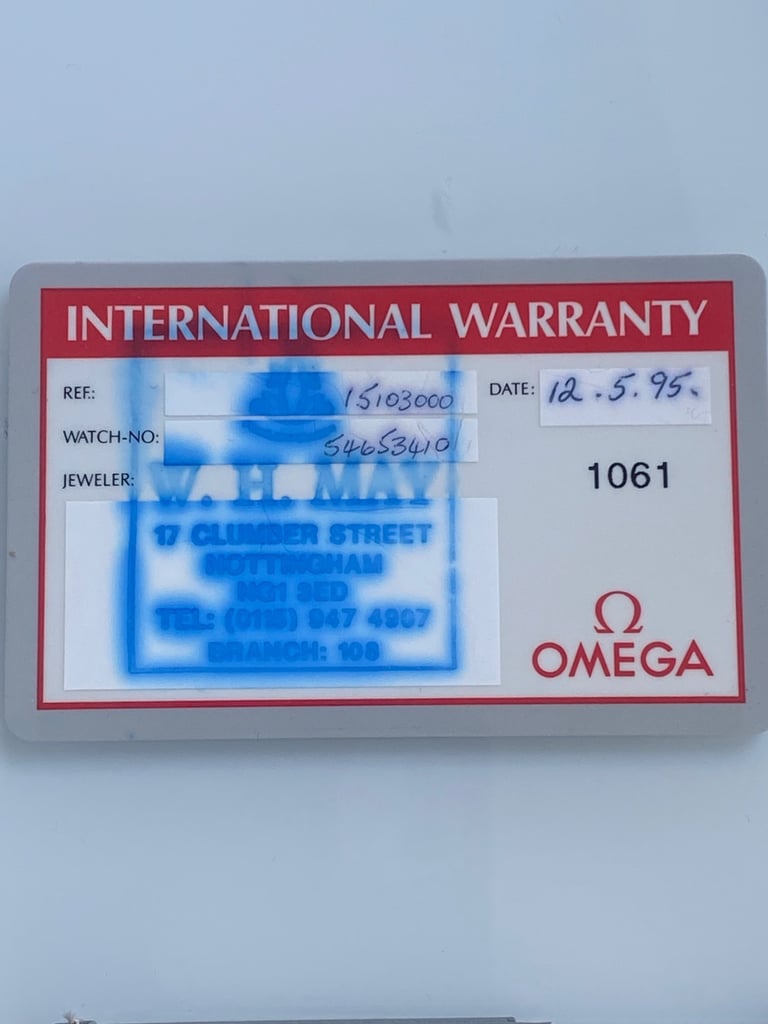 INTERNATIONAL WARRANTY
REF.: 15103000 DATE: 12.5.95.
WATCH-NO: 54653410
1061
JEWELER: W. H. MAY
17 CLUMBER STREET
NOTTINGHAM
NG1 3ED
TEL: (0115) 947 4907
BRANCH: 108
Ω
OMEGA